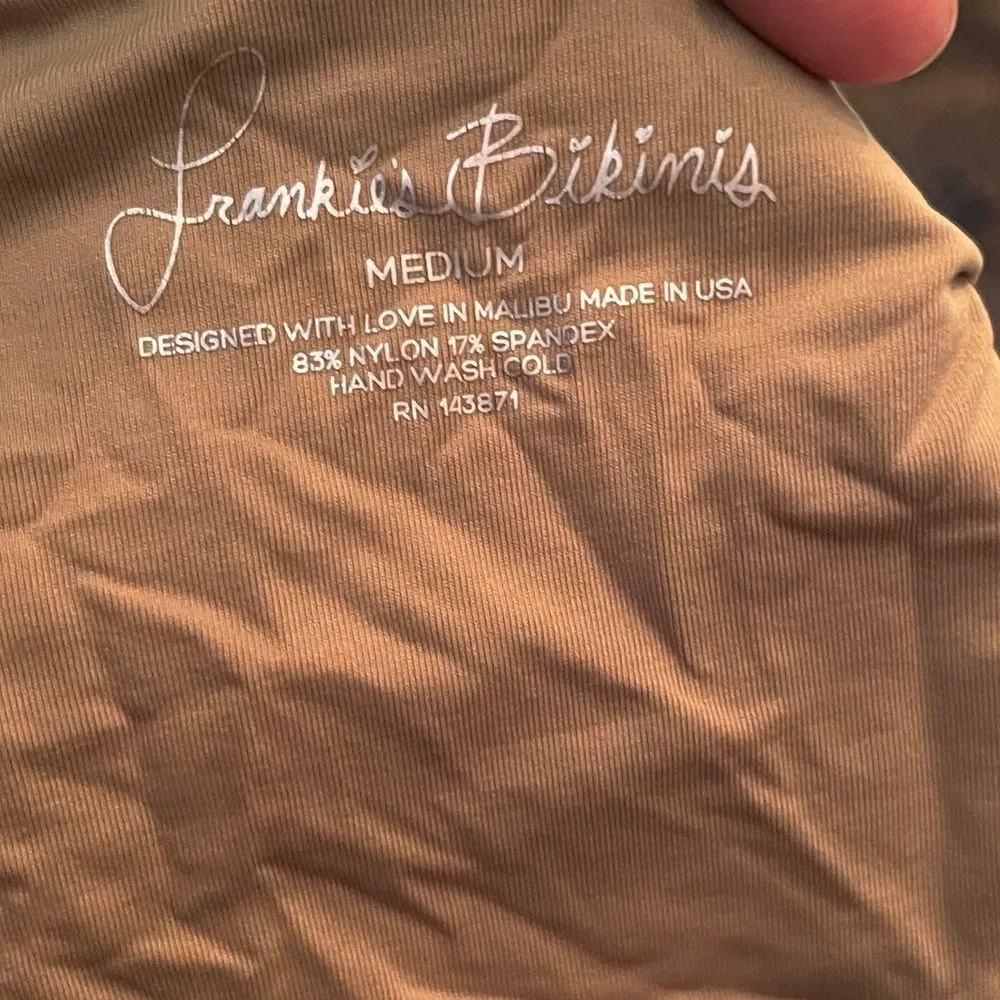 Frankie's Bikinis
MEDIUM
DESIGNED WITH LOVE IN MALIBU MADE IN USA
83% NYLON 17% SPANDEX
HAND WASH COLD
RN 143871